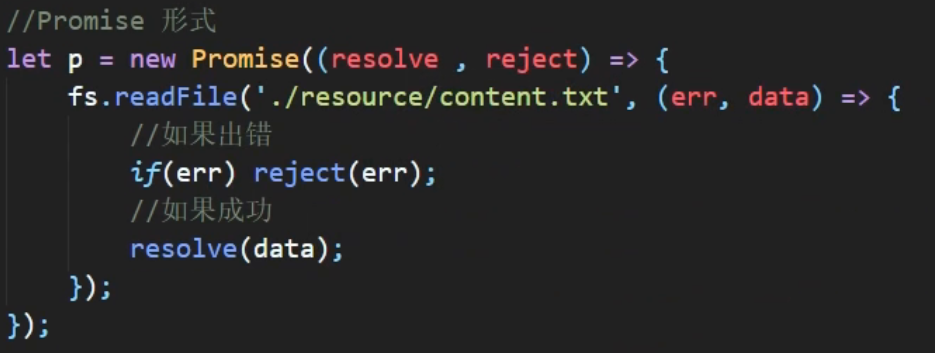 //Promise 形式
let p = new Promise((resolve , reject) => {
    fs.readFile('./resource/content.txt', (err, data) => {
        //如果出错
        if(err) reject(err);
        //如果成功
        resolve(data);
    });
});